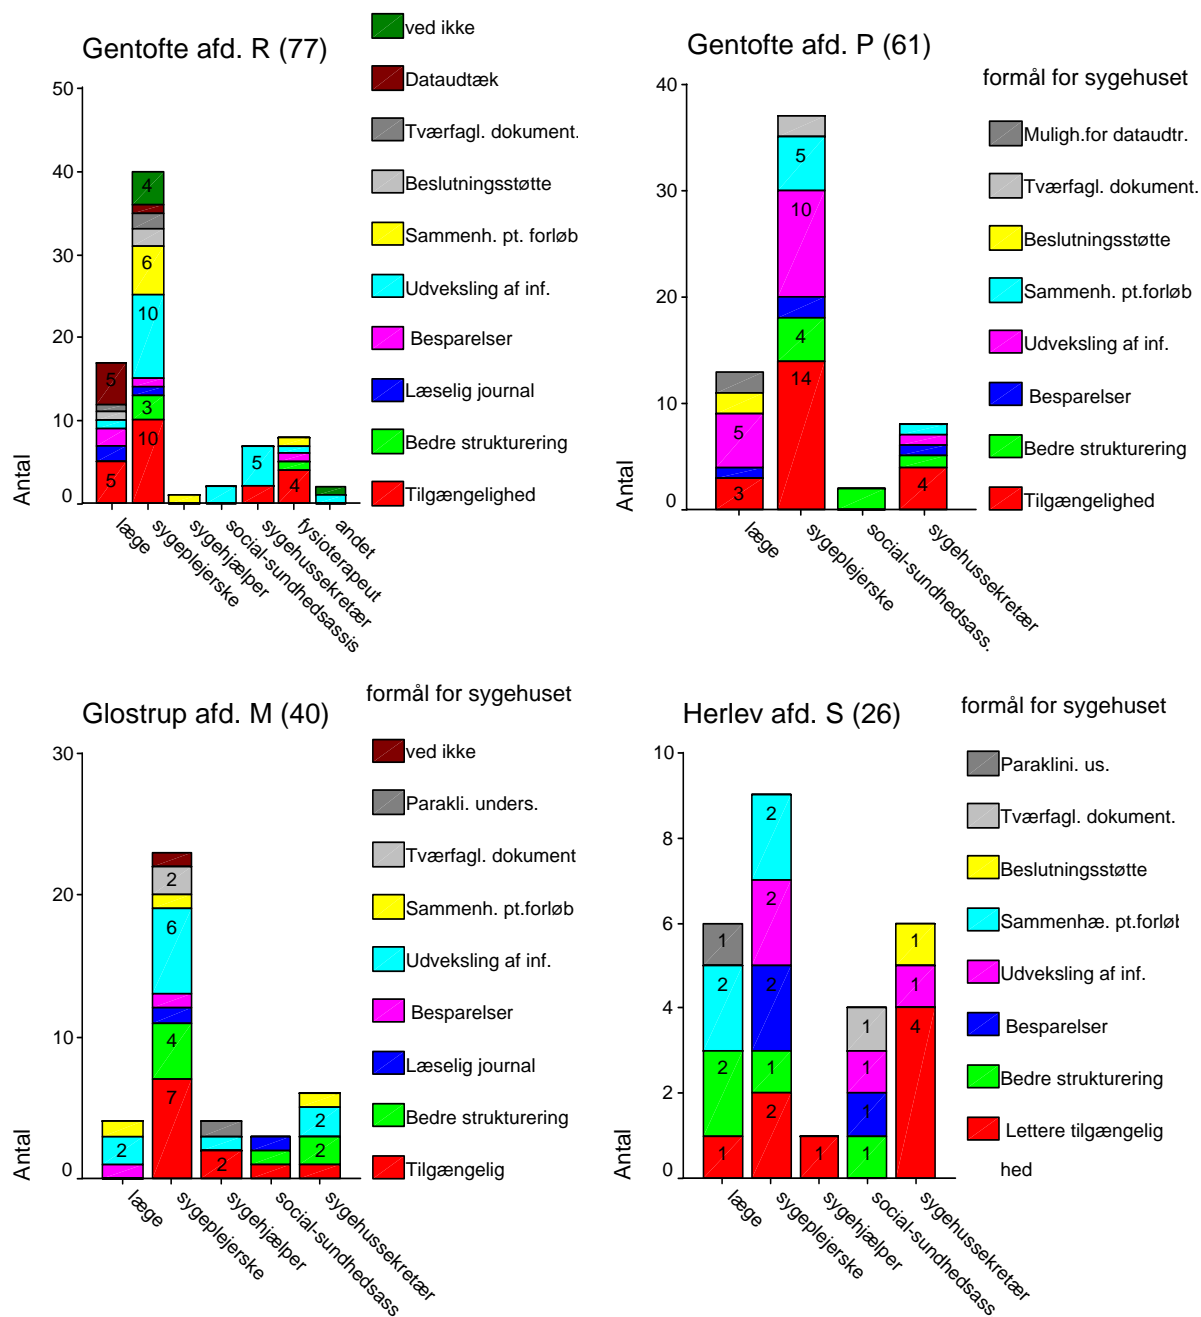 Gentofte afd. R (77)
Antal
50
40
30
20
10
0
4
6
10
3
10
5
5
5
4
læge
sygeplejerske
sygehjælper
social-sundhedsassis
sygehussekretær
fysioterapeut
andet
ved ikke
Dataudtæk
Tværfagl. dokument.
Beslutningsstøtte
Sammenh. pt. forløb
Udveksling af inf.
Besparelser
Læselig journal
Bedre strukturering
Tilgængelighed
Gentofte afd. P (61)
Antal
40
30
20
10
0
5
3
5
10
4
14
4
læge
sygeplejerske
social-sundhedsass.
sygehussekretær
formål for sygehuset
Muligh.for dataudtr.
Tværfagl. dokument.
Beslutningsstøtte
Sammenh. pt.forløb
Udveksling af inf.
Besparelser
Bedre strukturering
Tilgængelighed
Glostrup afd. M (40)
Antal
30
20
10
0
2
2
6
4
7
2
2
2
læge
sygeplejerske
sygehjælper
social-sundhedsass
sygehussekretær
formål for sygehuset
ved ikke
Parakli. unders.
Tværfagl. dokument
Sammenh. pt.forløb
Udveksling af inf.
Besparelser
Læselig journal
Bedre strukturering
Tilgængelig
Herlev afd. S (26)
Antal
10
8
6
4
2
0
1
2
2
1
2
2
2
1
2
1
1
1
1
1
1
1
4
læge
sygeplejerske
sygehjælper
social-sundhedsass
sygehussekretær
formål for sygehuset
Paraklini. us.
Tværfagl. dokument.
Beslutningsstøtte
Sammenhæ. pt.forløb
Udveksling af inf.
Besparelser
Bedre strukturering
Lettere tilgængelig
hed